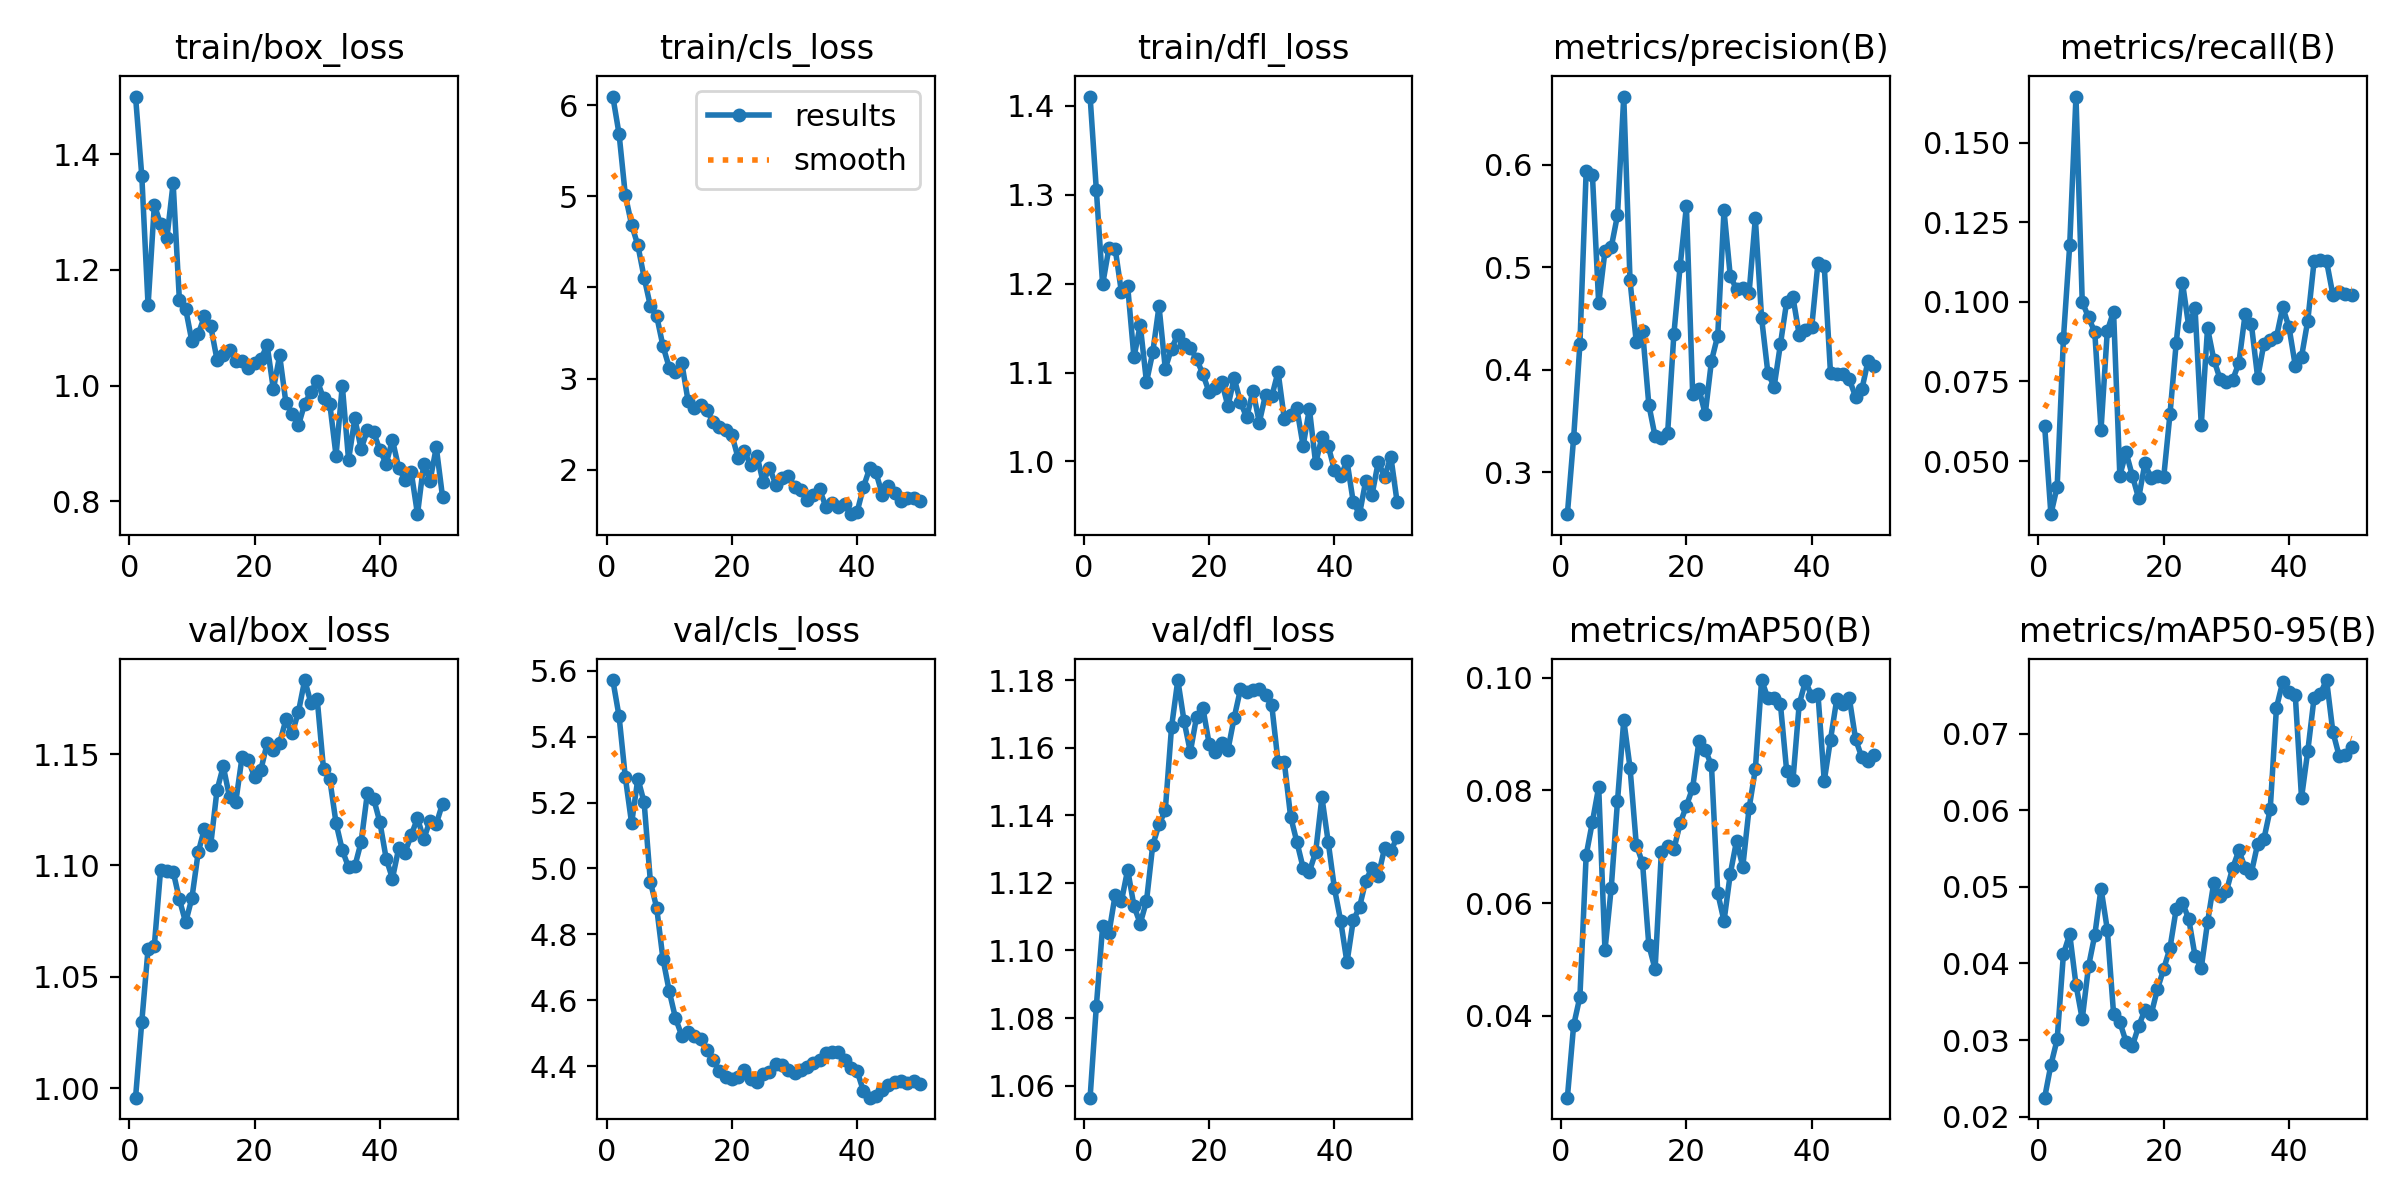 train/box_loss
1.4
1.2
1.0
0.8
0 20 40
train/cls_loss
results
smooth
6
5
4
3
2
0 20 40
train/dfl_loss
1.4
1.3
1.2
1.1
1.0
0 20 40
metrics/precision(B)
0.6
0.5
0.4
0.3
0 20 40
metrics/recall(B)
0.150
0.125
0.100
0.075
0.050
0 20 40
val/box_loss
1.15
1.10
1.05
1.00
0 20 40
val/cls_loss
5.6
5.4
5.2
5.0
4.8
4.6
4.4
0 20 40
val/dfl_loss
1.18
1.16
1.14
1.12
1.10
1.08
1.06
0 20 40
metrics/mAP50(B)
0.10
0.08
0.06
0.04
0 20 40
metrics/mAP50-95(B)
0.07
0.06
0.05
0.04
0.03
0.02
0 20 40